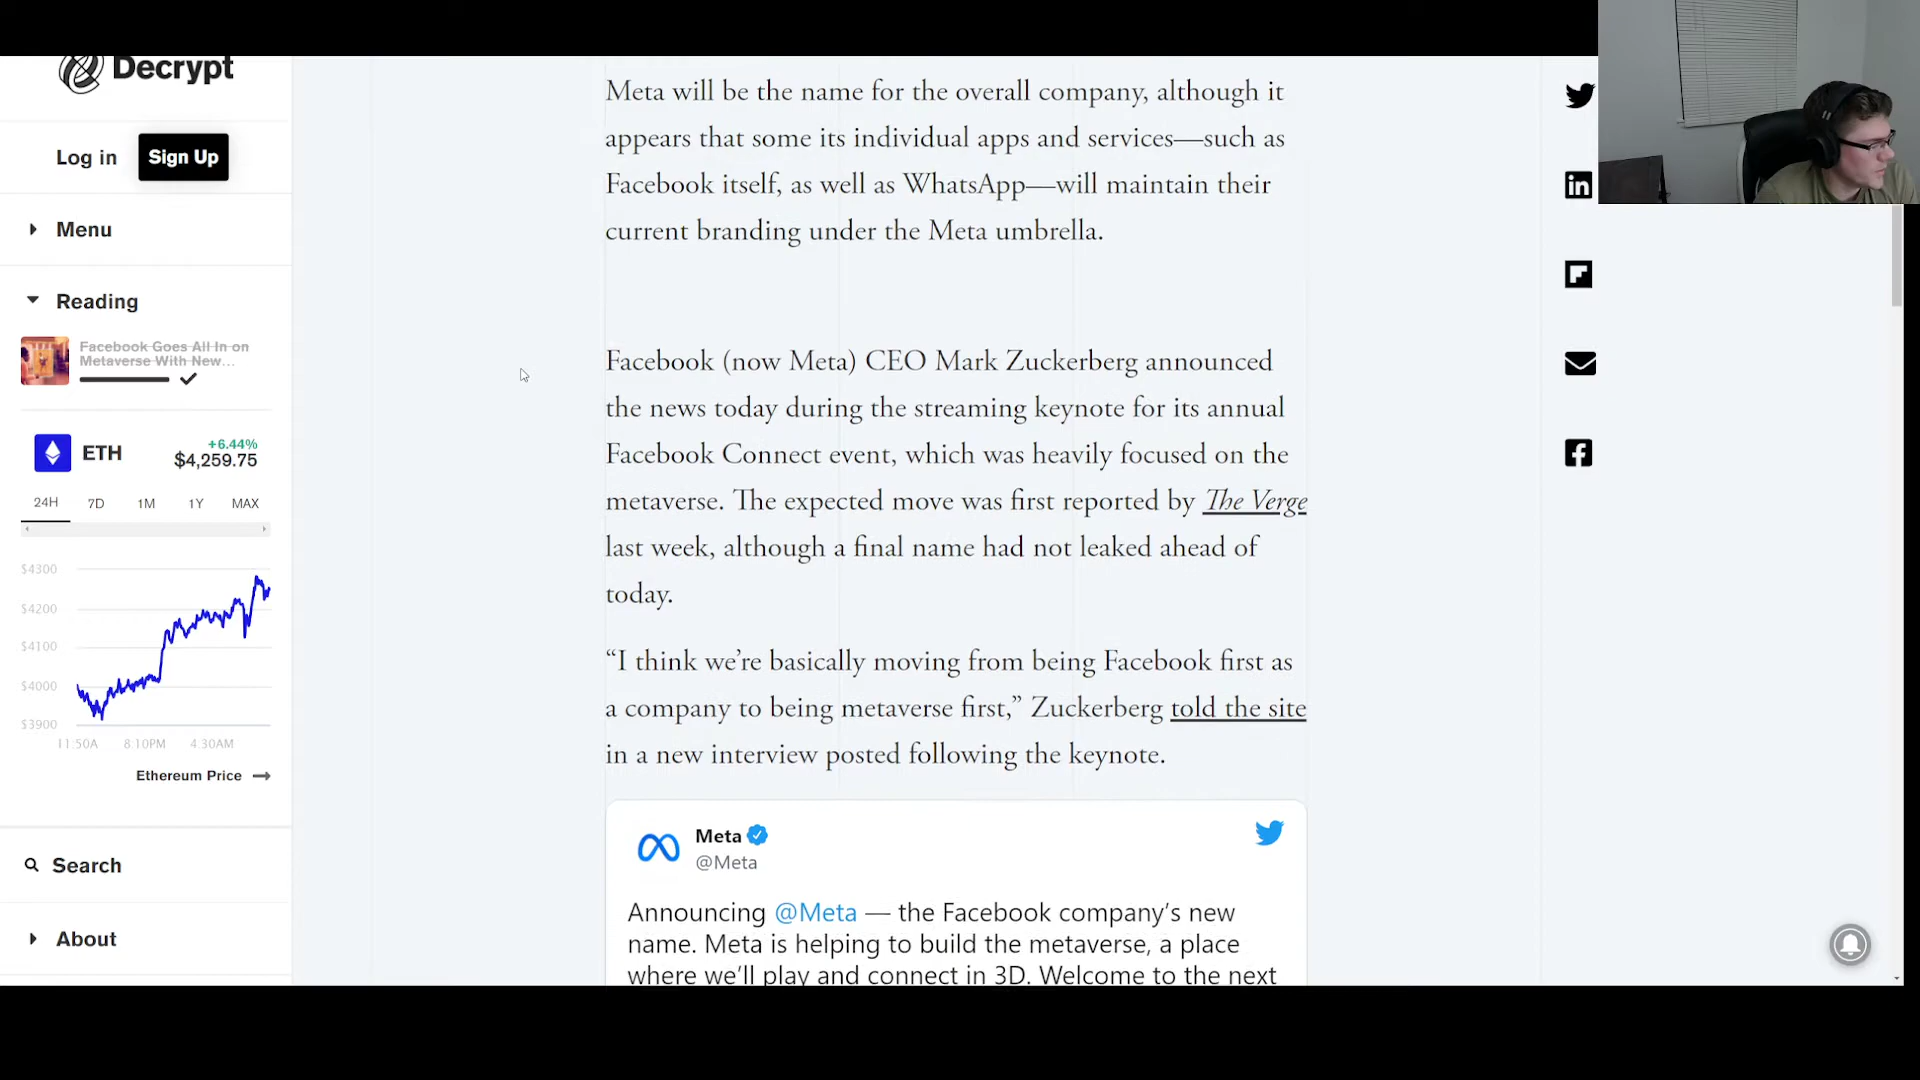 Decrypt
Log in
Sign Up
Menu
Reading
Facebook Goes All In on
Metaverse With New...
ETH
+6.44%
$4,259.75
24H
7D
1M
1Y
MAX
$4300
$4200
$4100
$4000
$3900
11:50A
8:10PM
4:30AM
Ethereum Price
Search
About
Meta will be the name for the overall company, although it
appears that some its individual apps and services—such as
Facebook itself, as well as WhatsApp—will maintain their
current branding under the Meta umbrella.
Facebook (now Meta) CEO Mark Zuckerberg announced
the news today during the streaming keynote for its annual
Facebook Connect event, which was heavily focused on the
metaverse. The expected move was first reported by The Verge
last week, although a final name had not leaked ahead of
today.
“I think we’re basically moving from being Facebook first as
a company to being metaverse first,” Zuckerberg told the site
in a new interview posted following the keynote.
Meta
@Meta
Announcing @Meta — the Facebook company’s new
name. Meta is helping to build the metaverse, a place
where we’ll play and connect in 3D. Welcome to the next